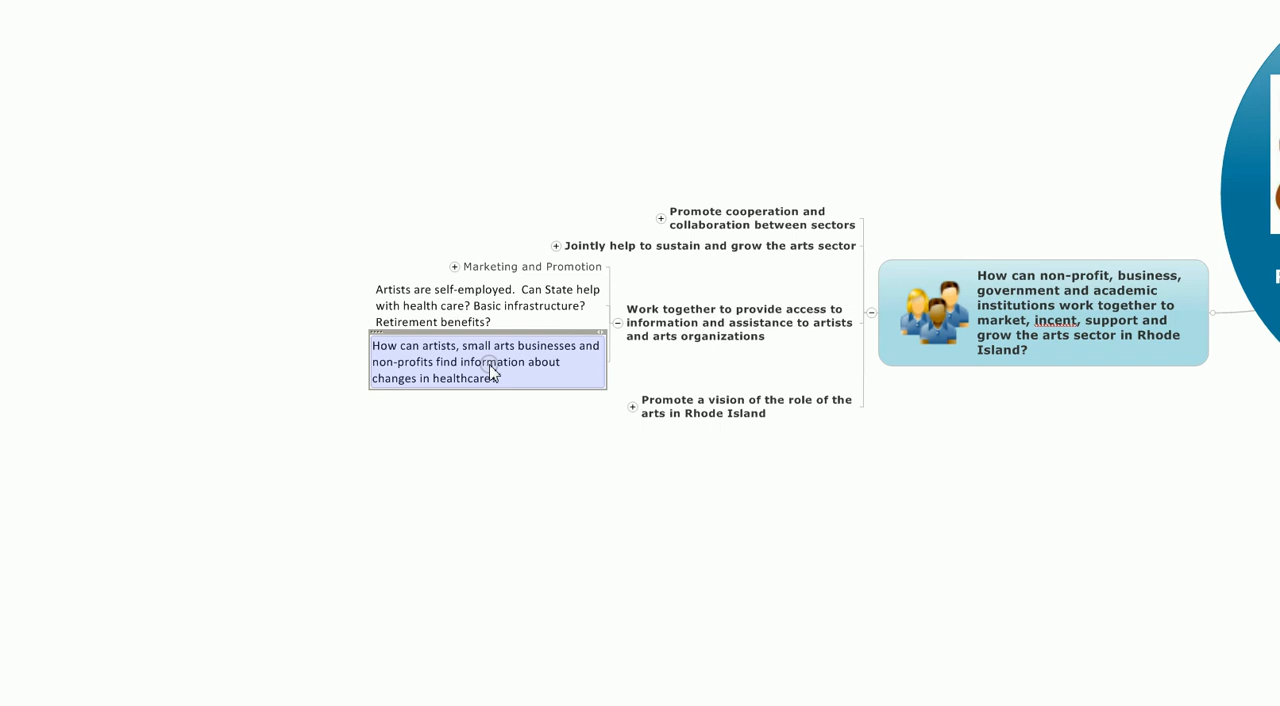 Promote cooperation and
collaboration between sectors
Jointly help to sustain and grow the arts sector
Marketing and Promotion
Artists are self-employed.  Can State help
with health care? Basic infrastructure?
Retirement benefits?
How can artists, small arts businesses and
non-profits find information about
changes in healthcare
Work together to provide access to
information and assistance to artists
and arts organizations
Promote a vision of the role of the
arts in Rhode Island
How can non-profit, business,
government and academic
institutions work together to
market, incent, support and
grow the arts sector in Rhode
Island?